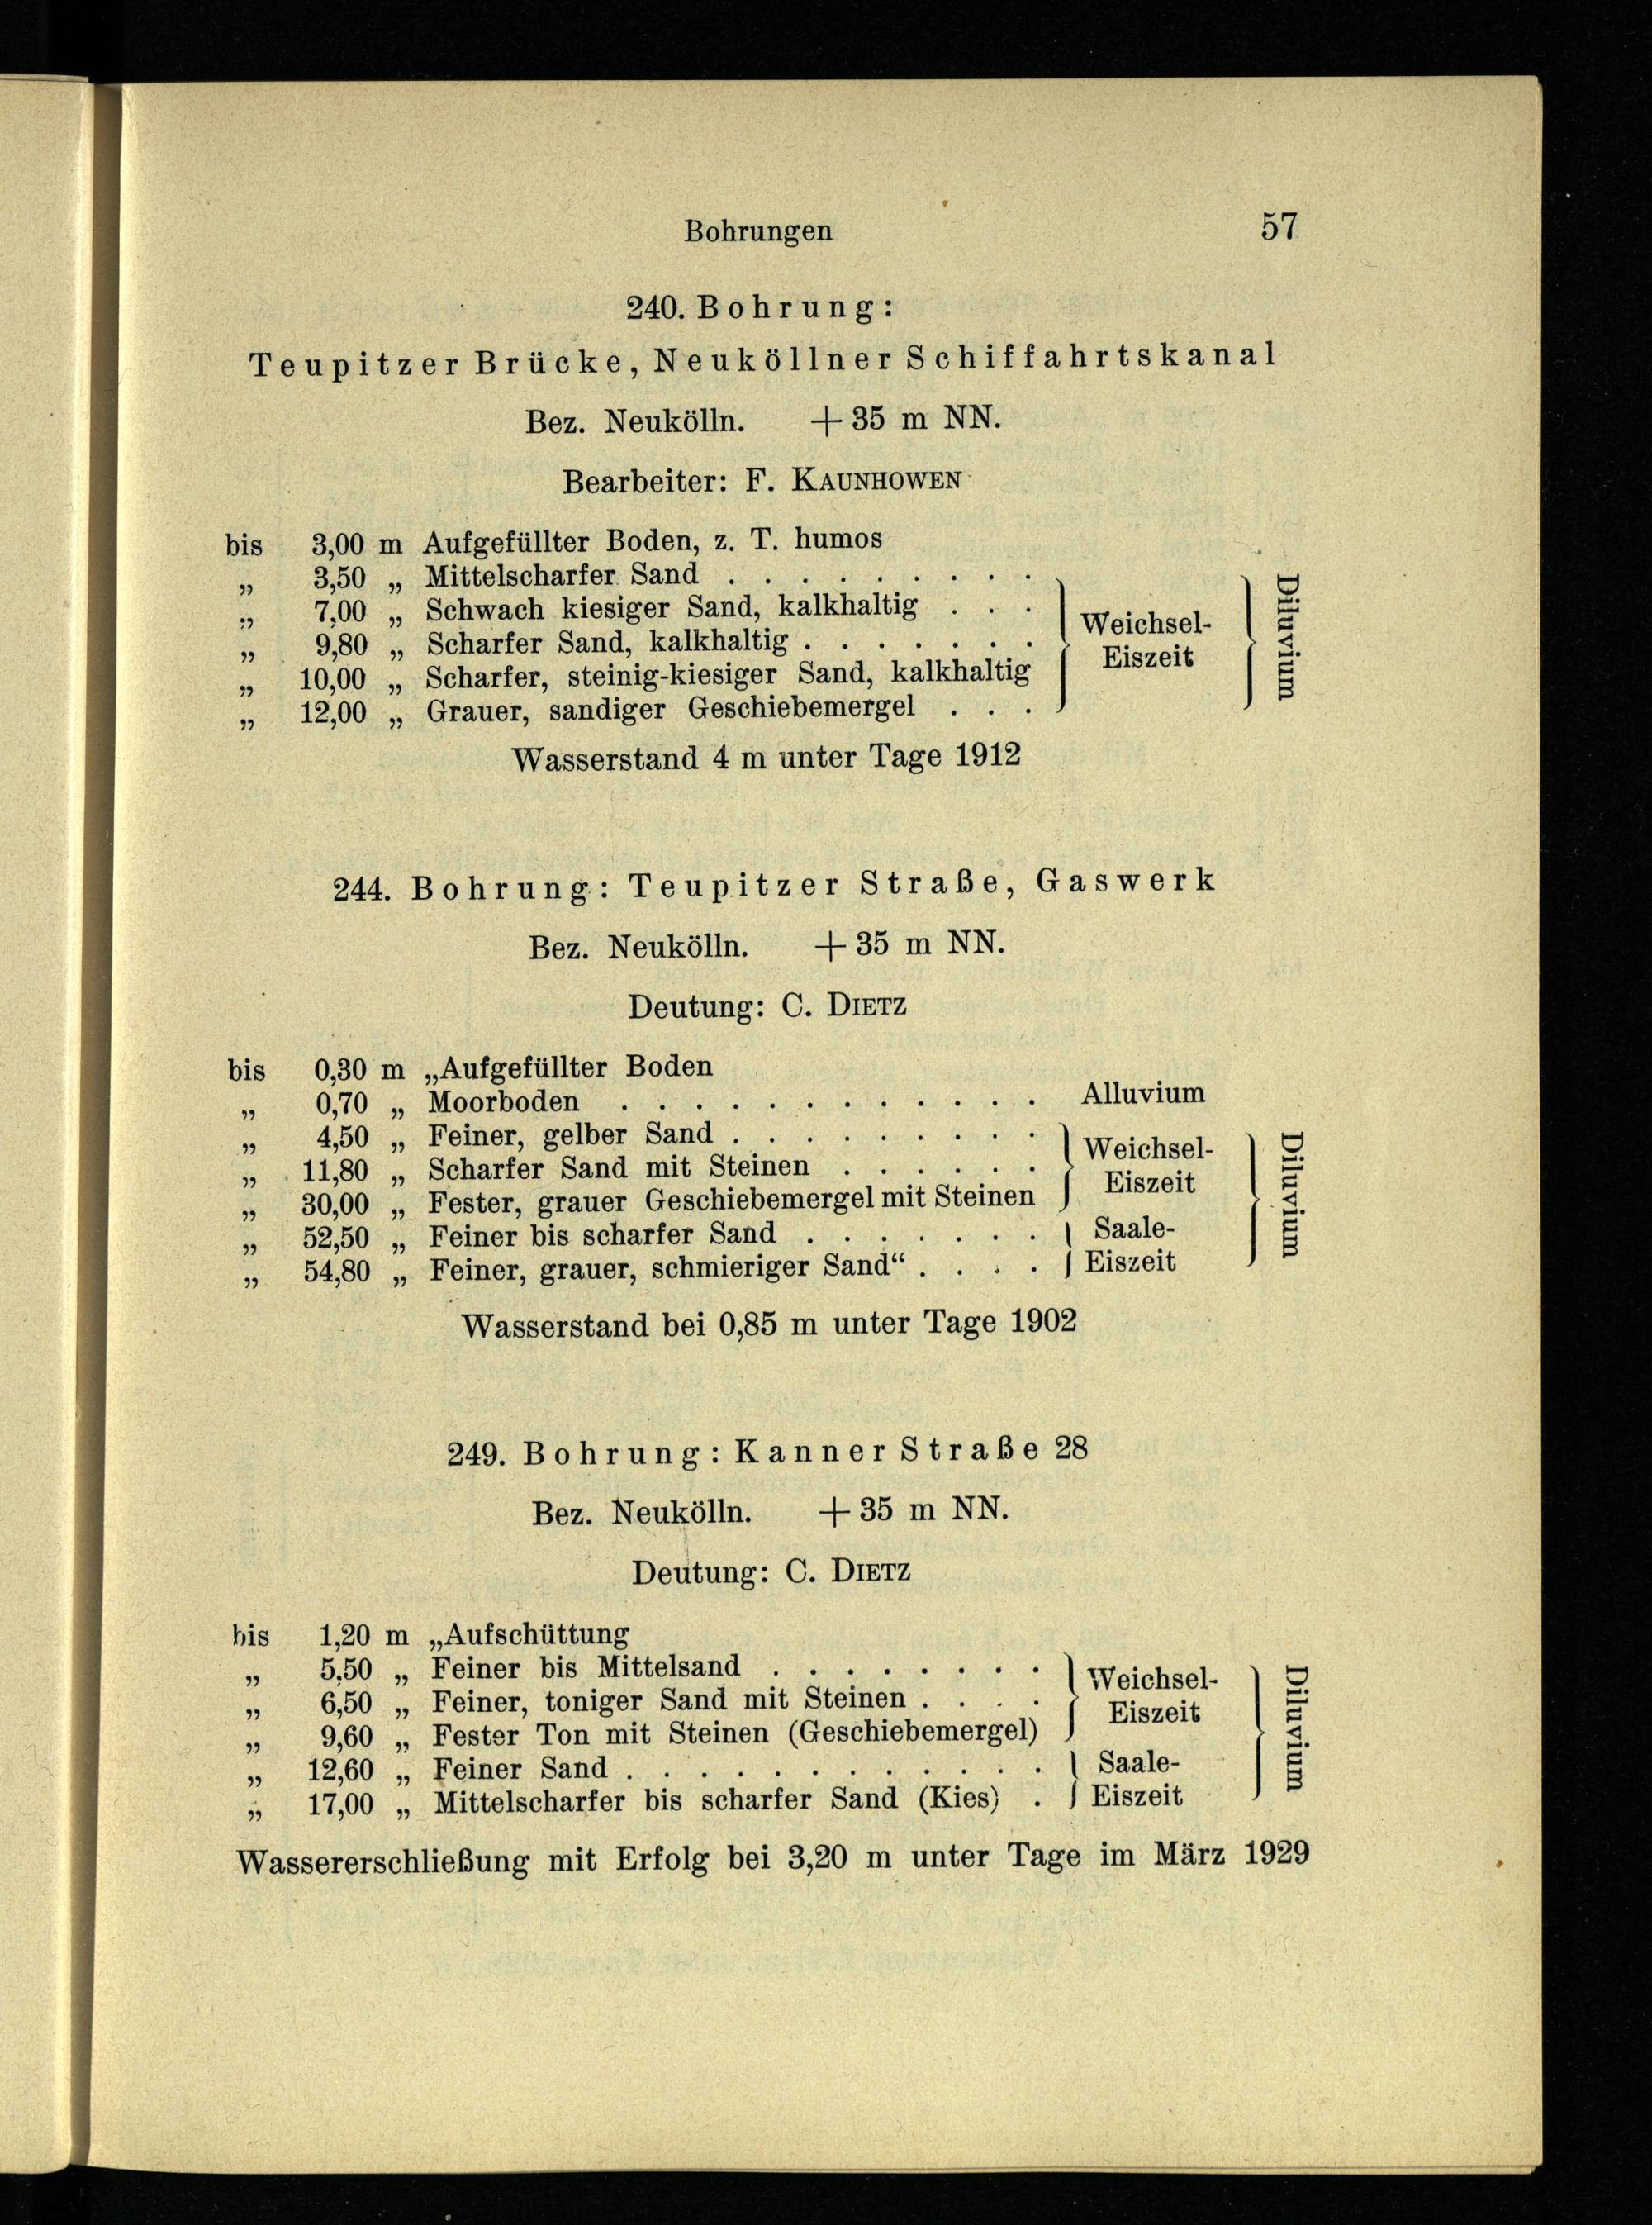 Bohrungen 57
240. Bohrung:
Teupitzer Brücke, Neuköllner Schiffahrtskanal
Bez. Neukölln. +35 m NN.
Bearbeiter: F. KAUNHOWEN
bis 3,00 m Aufgefüllter Boden, z. T. humos
„ 3,50 „ Mittelscharfer Sand . . . . . . . . .
„ 7,00 „ Schwach kiesiger Sand, kalkhaltig . . .
„ 9,80 „ Scharfer Sand, kalkhaltig . . . . . . .
„ 10,00 „ Scharfer, steinig-kiesiger Sand, kalkhaltig
„ 12,00 „ Grauer, sandiger Geschiebemergel . . .
Weichsel-
Eiszeit
Diluvium
Wasserstand 4 m unter Tage 1912
244. Bohrung: Teupitzer Straße, Gaswerk
Bez. Neukölln. +35 m NN.
Deutung: C. DIETZ
bis 0,30 m „Aufgefüllter Boden
„ 0,70 „ Moorboden . . . . . . . . . . . . Alluvium
„ 4,50 „ Feiner, gelber Sand . . . . . . . . .
„ 11,80 „ Scharfer Sand mit Steinen . . . . . .
„ 30,00 „ Fester, grauer Geschiebemergel mit Steinen
Weichsel-
Eiszeit
„ 52,50 „ Feiner bis scharfer Sand . . . . . . .
„ 54,80 „ Feiner, grauer, schmieriger Sand“ . . . .
Saale-
Eiszeit
Diluvium
Wasserstand bei 0,85 m unter Tage 1902
249. Bohrung: Kanner Straße 28
Bez. Neukölln. +35 m NN.
Deutung: C. DIETZ
bis 1,20 m „Aufschüttung
„ 5,50 „ Feiner bis Mittelsand . . . . . . . .
„ 6,50 „ Feiner, toniger Sand mit Steinen . . . .
„ 9,60 „ Fester Ton mit Steinen (Geschiebemergel)
Weichsel-
Eiszeit
„ 12,60 „ Feiner Sand . . . . . . . . . . . .
„ 17,00 „ Mittelscharfer bis scharfer Sand (Kies) .
Saale-
Eiszeit
Diluvium
Wassererschließung mit Erfolg bei 3,20 m unter Tage im März 1929